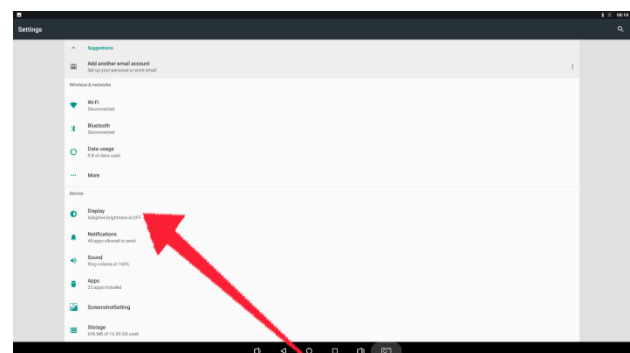 08:19
Settings
Suggestions
Add another email account
Set up your personal or work email
Wireless & networks
Wi-Fi
Disconnected
Bluetooth
Disconnected
Data usage
0 B of data used
More
Device
Display
Adaptive brightness is OFF
Notifications
All apps allowed to send
Sound
Ring volume at 100%
Apps
25 apps installed
ScreenshotSetting
Storage